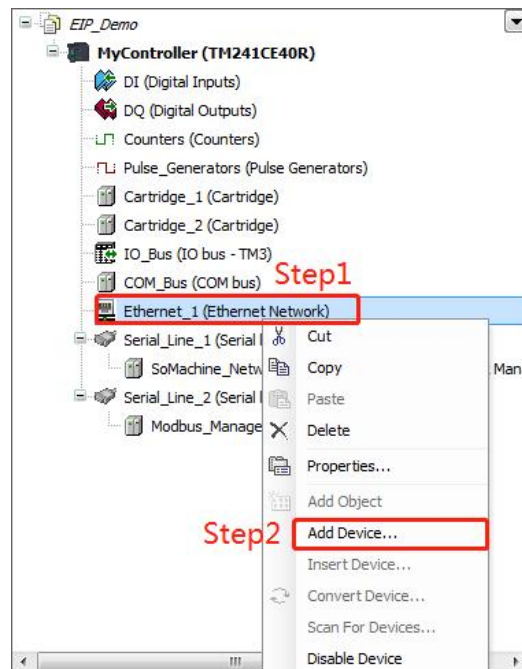 EIP_Demo
MyController (TM241CE40R)
DI (Digital Inputs)
DQ (Digital Outputs)
Counters (Counters)
Pulse_Generators (Pulse Generators)
Cartridge_1 (Cartridge)
Cartridge_2 (Cartridge)
IO_Bus (IO bus - TM3)
COM_Bus (COM bus)
Step1
Ethernet_1 (Ethernet Network)
Serial_Line_1 (Serial
SoMachine_Netw
Man
Serial_Line_2 (Serial
Modbus_Manage
Cut
Copy
Paste
Delete
Properties...
Add Object
Step2
Add Device...
Insert Device...
Convert Device...
Scan For Devices...
Disable Device